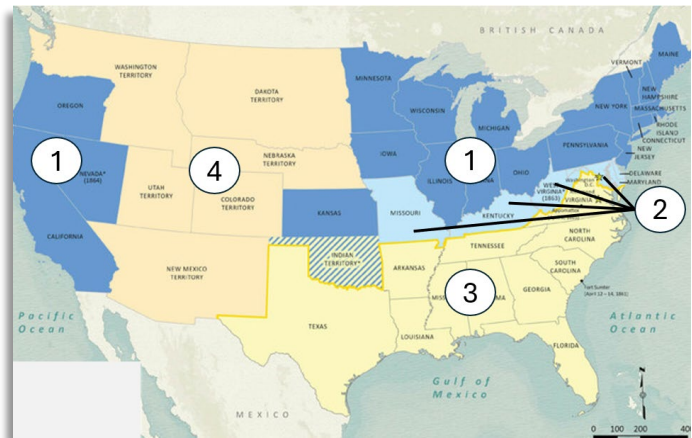 BRITISH CANADA
WASHINGTON
TERRITORY
OREGON
DAKOTA
TERRITORY
MINNESOTA
WISCONSIN
MICHIGAN
VERMONT
MAINE
NEW
HAMPSHIRE
MASSACHUSETTS
RHODE
ISLAND
CONNECTICUT
NEW YORK
PENNSYLVANIA
NEW
JERSEY
DELAWARE
MARYLAND
1
NEVADA*
(1864)
4
NEBRASKA
TERRITORY
IOWA
1
ILLINOIS
OHIO
UTAH
TERRITORY
COLORADO
TERRITORY
KANSAS
MISSOURI
KENTUCKY
WEST
VIRGINIA*
(1863)
Washington
D.C.
VIRGINIA
2
CALIFORNIA
NEW MEXICO
TERRITORY
INDIAN
TERRITORY*
ARKANSAS
TENNESSEE
NORTH
CAROLINA
SOUTH
CAROLINA
3
GEORGIA
Fort Sumter
(April 12 – 14, 1861)
TEXAS
LOUISIANA
FLORIDA
Pacific
Ocean
Atlantic
Ocean
Gulf of
Mexico
MEXICO
N
0 100 200 400